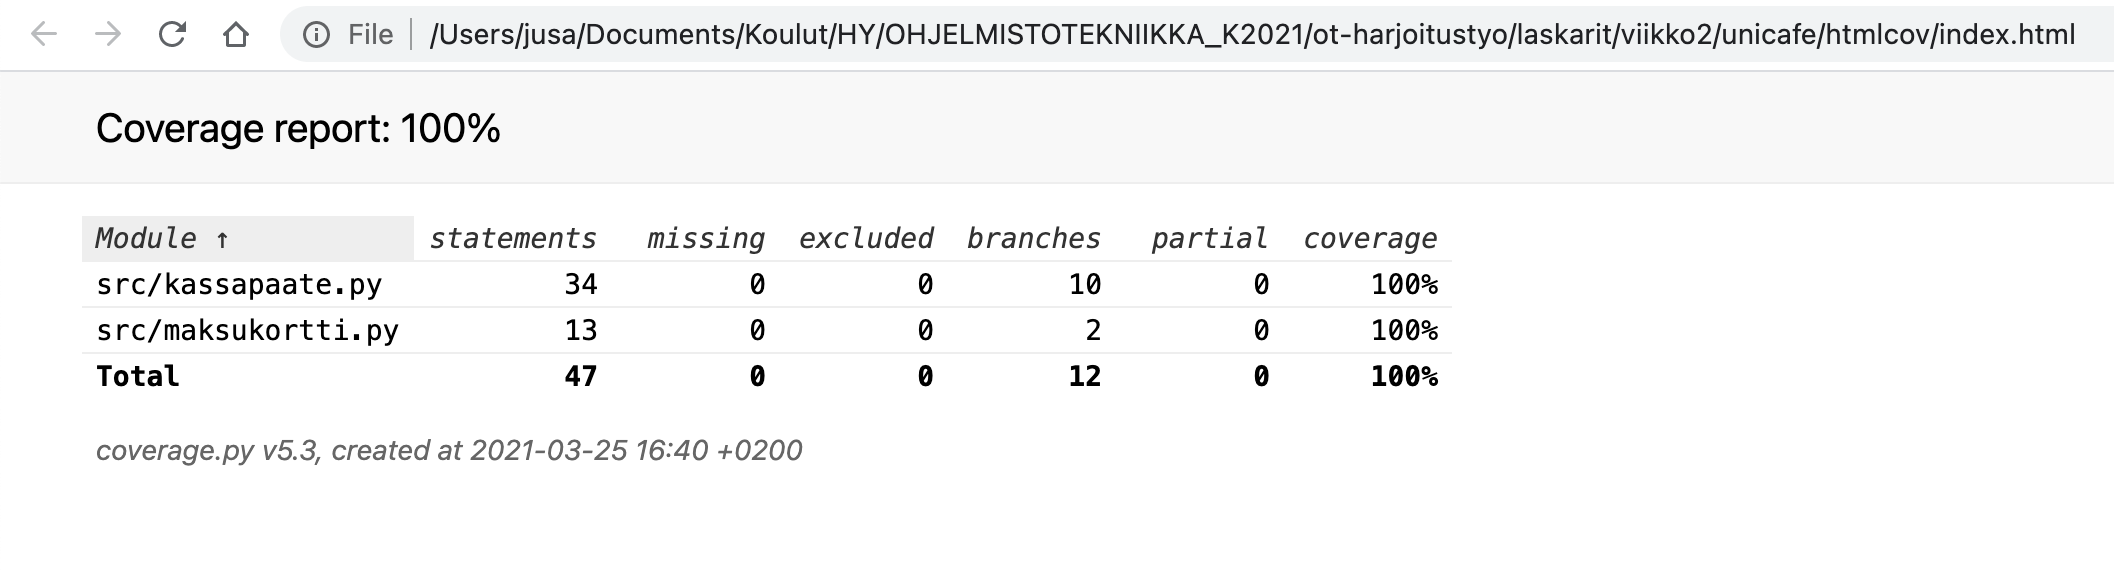 File /Users/jusa/Documents/Koulut/HY/OHJELMISTOTEKNIIKKA_K2021/ot-harjoitustyo/laskarit/viikko2/unicafe/htmlcov/index.html
Coverage report: 100%
Module ↑ statements missing excluded branches partial coverage
src/kassapaate.py 34 0 0 10 0 100%
src/maksukortti.py 13 0 0 2 0 100%
Total 47 0 0 12 0 100%
coverage.py v5.3, created at 2021-03-25 16:40 +0200